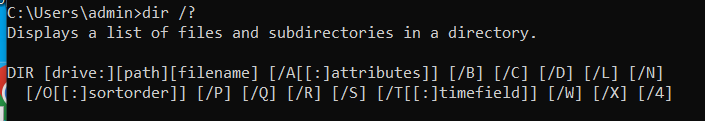 C:\Users\admin>dir /?
Displays a list of files and subdirectories in a directory.
DIR [drive:][path][filename] [/A[[:]attributes]] [/B] [/C] [/D] [/L] [/N]
[/O[[:]sortorder]] [/P] [/Q] [/R] [/S] [/T[[:]timefield]] [/W] [/X] [/4]